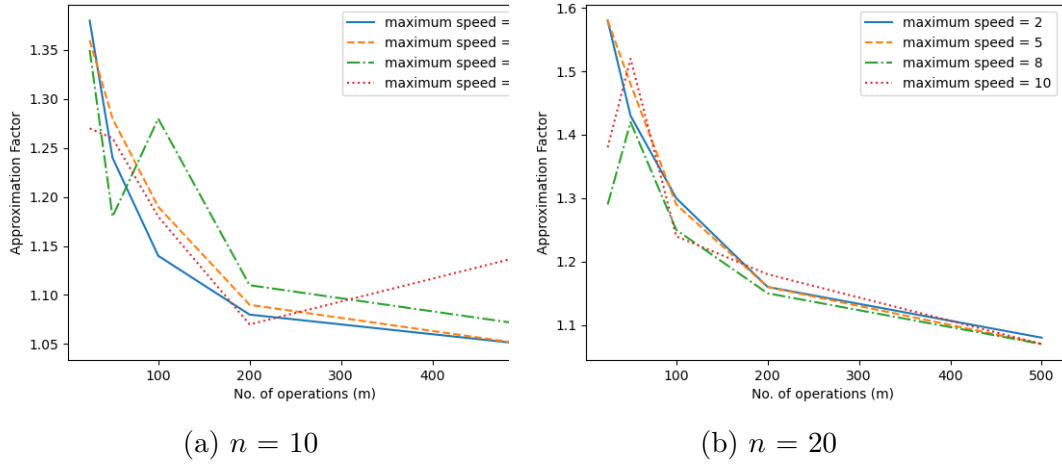 1.35
1.30
1.25
1.20
1.15
1.10
1.05
Approximation Factor
100
200
300
400
No. of operations (m)
maximum speed =
maximum speed =
maximum speed =
maximum speed =
(a) n = 10
1.6
1.5
1.4
1.3
1.2
1.1
Approximation Factor
100
200
300
400
500
No. of operations (m)
maximum speed = 2
maximum speed = 5
maximum speed = 8
maximum speed = 10
(b) n = 20